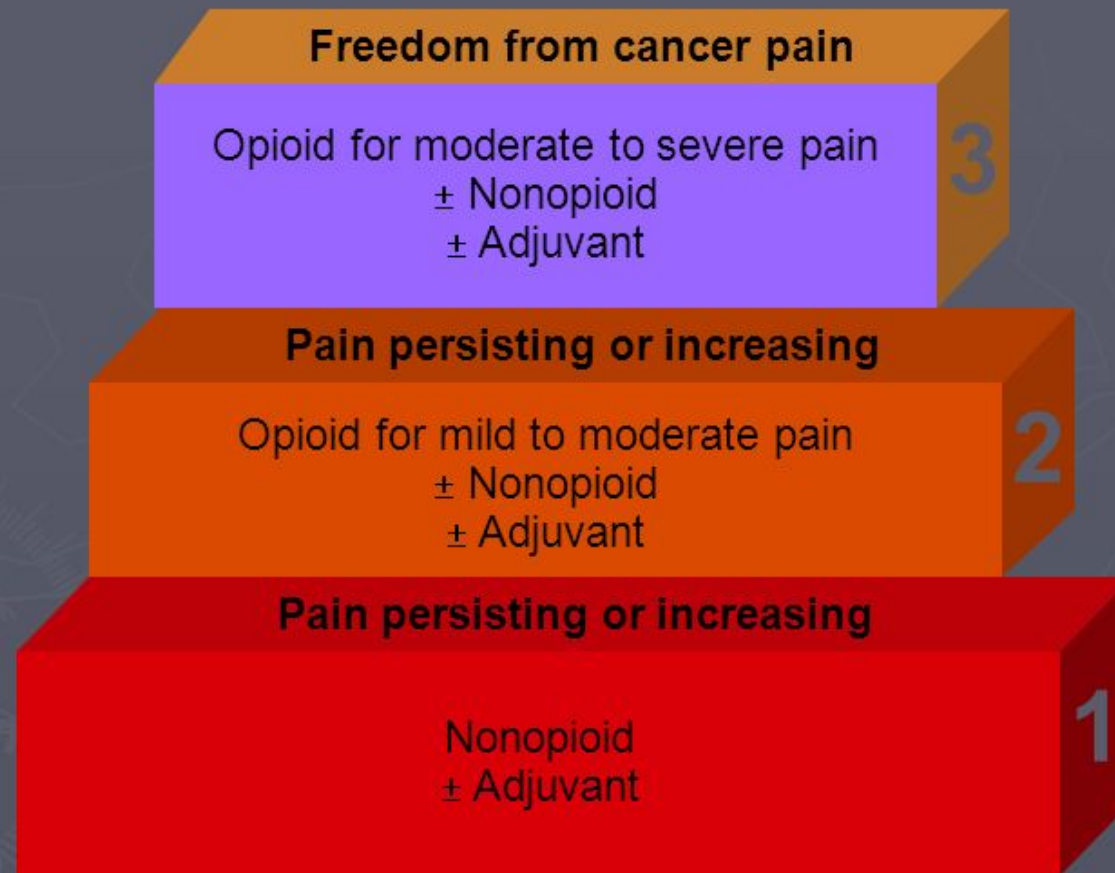 Freedom from cancer pain
Opioid for moderate to severe pain
± Nonopioid
± Adjuvant
3
Pain persisting or increasing
Opioid for mild to moderate pain
± Nonopioid
± Adjuvant
2
Pain persisting or increasing
Nonopioid
± Adjuvant
1